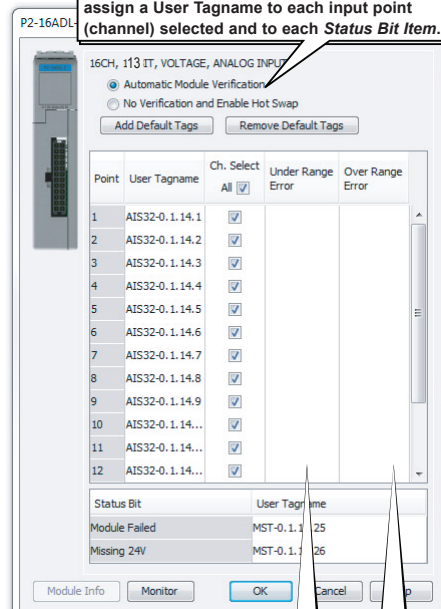 assign a User Tagname to each input point
(channel) selected and to each Status Bit Item.
P2-16ADL-
16CH, 113 IT, VOLTAGE, ANALOG INPUT
Automatic Module Verification
No Verification and Enable Hot Swap
Add Default Tags Remove Default Tags
Point User Tagname Ch. Select All Under Range Error Over Range Error
1 AIS32-0.1.14.1
2 AIS32-0.1.14.2
3 AIS32-0.1.14.3
4 AIS32-0.1.14.4
5 AIS32-0.1.14.5
6 AIS32-0.1.14.6
7 AIS32-0.1.14.7
8 AIS32-0.1.14.8
9 AIS32-0.1.14.9
10 AIS32-0.1.14...
11 AIS32-0.1.14...
12 AIS32-0.1.14...
Status Bit User Tagname
Module Failed MST-0.1.1 25
Missing 24V MST-0.1.1 26
Module Info Monitor OK Cancel